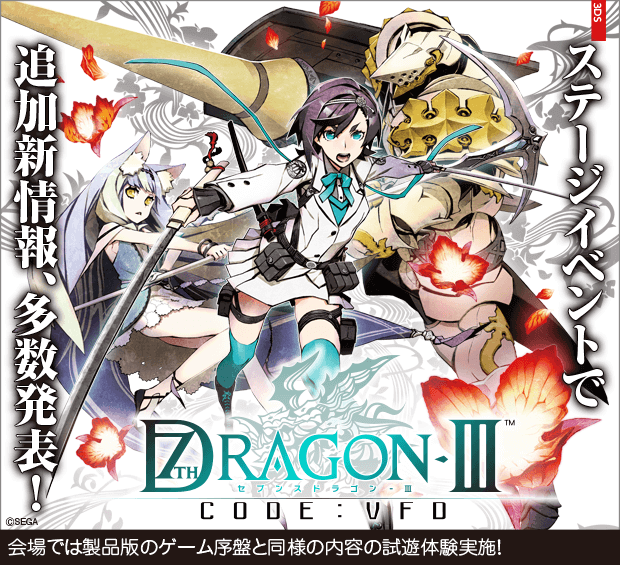 3DS
ステージイベントで
追加新情報、多数発表!
7TH DRAGON-III™
セブンスドラゴン-III
CODE:VFD
©SEGA
会場では製品版のゲーム序盤と同様の内容の試遊体験実施!